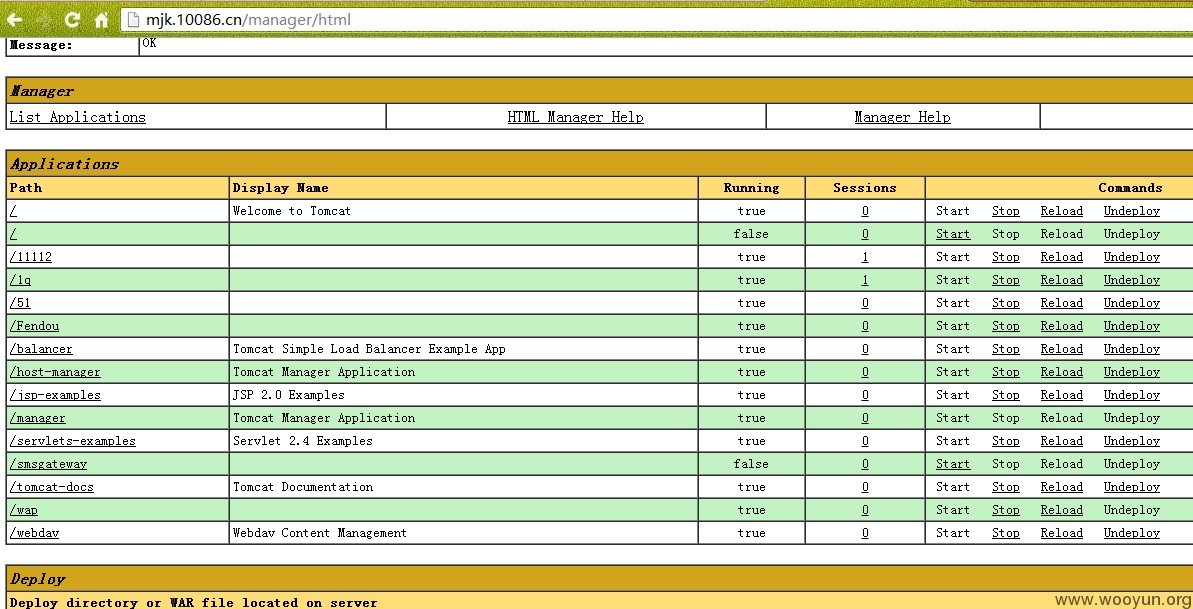 mjk.10086.cn/manager/html
Message: OK
Manager
List Applications HTML Manager Help Manager Help
Applications
Path Display Name Running Sessions Commands
/ Welcome to Tomcat true 0 Start Stop Reload Undeploy
/ false 0 Start Stop Reload Undeploy
/11112 true 1 Start Stop Reload Undeploy
/1q true 1 Start Stop Reload Undeploy
/51 true 0 Start Stop Reload Undeploy
/Fendou true 0 Start Stop Reload Undeploy
/balancer Tomcat Simple Load Balancer Example App true 0 Start Stop Reload Undeploy
/host-manager Tomcat Manager Application true 0 Start Stop Reload Undeploy
/jsp-examples JSP 2.0 Examples true 0 Start Stop Reload Undeploy
/manager Tomcat Manager Application true 0 Start Stop Reload Undeploy
/servlets-examples Servlet 2.4 Examples true 0 Start Stop Reload Undeploy
/smsgateway false 0 Start Stop Reload Undeploy
/tomcat-docs Tomcat Documentation true 0 Start Stop Reload Undeploy
/wap true 0 Start Stop Reload Undeploy
/webdav Webdav Content Management true 0 Start Stop Reload Undeploy
Deploy
Deploy directory or WAR file located on server
www.wooyun.org